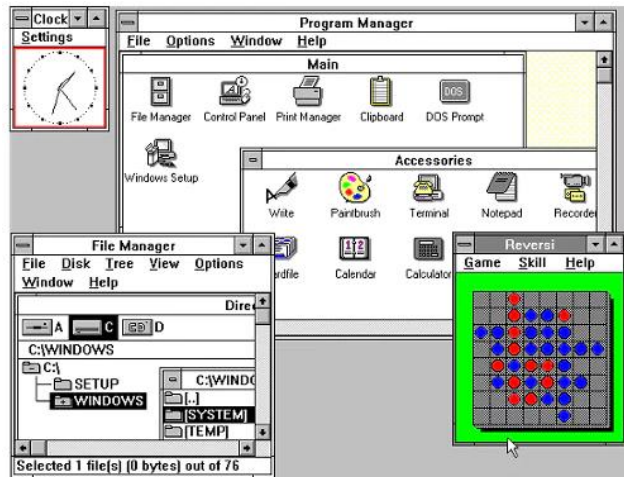 Clock
Settings
Program Manager
File Options Window Help
Main
File Manager
Control Panel
Print Manager
Clipboard
DOS
DOS Prompt
Windows Setup
Accessories
Write
Paintbrush
Terminal
Notepad
Recorder
rdfile
Calendar
Calculator
File Manager
File Disk Tree View Options
Window Help
Direc
A C D
C:\WINDOWS
C:\
SETUP
WINDOWS
C:\WINDO
[..]
[SYSTEM]
[TEMP]
Selected 1 file(s) (0 bytes) out of 76
Reversi
Game Skill Help